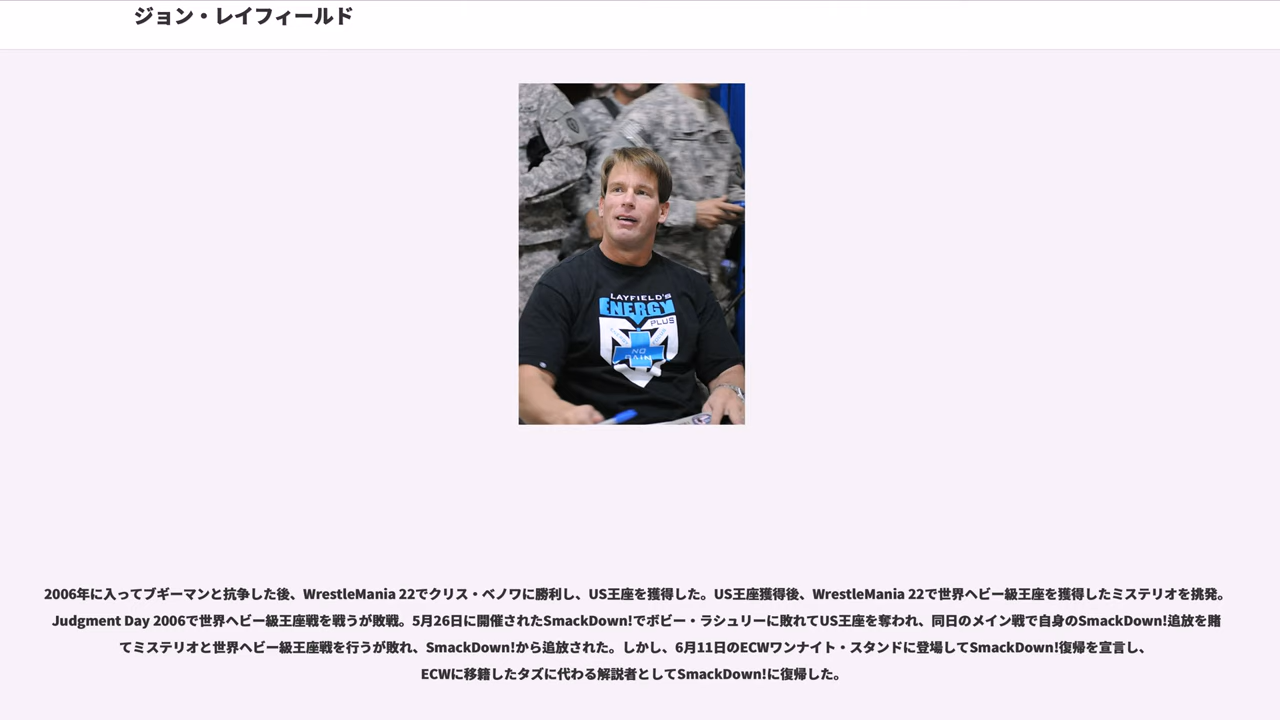 ジョン・レイフィールド
LAYFIELD'S
ENERGY
PLUS
NO
PAIN
2006年に入ってブギーマンと抗争した後、WrestleMania 22でクリス・ベノワに勝利し、US王座を獲得した。US王座獲得後、WrestleMania 22で世界ヘビー級王座を獲得したミステリオを挑発。
Judgment Day 2006で世界ヘビー級王座戦を戦うが敗戦。5月26日に開催されたSmackDown!でボビー・ラシュリーに敗れてUS王座を奪われ、同日のメイン戦で自身のSmackDown!追放を賭
てミステリオと世界ヘビー級王座戦を行うが敗れ、SmackDown!から追放された。しかし、6月11日のECWワンナイト・スタンドに登場してSmackDown!復帰を宣言し、
ECWに移籍したタズに代わる解説者としてSmackDown!に復帰した。